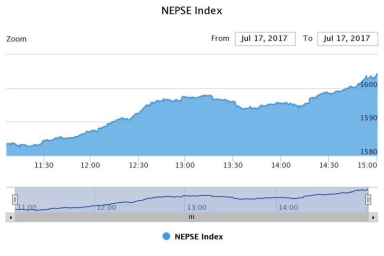 NEPSE Index
Zoom From Jul 17, 2017 To Jul 17, 2017
1600
1590
1580
11:30 12:00 12:30 13:00 13:30 14:00 14:30 15:00
11:00 12:00 13:00 14:00
NEPSE Index